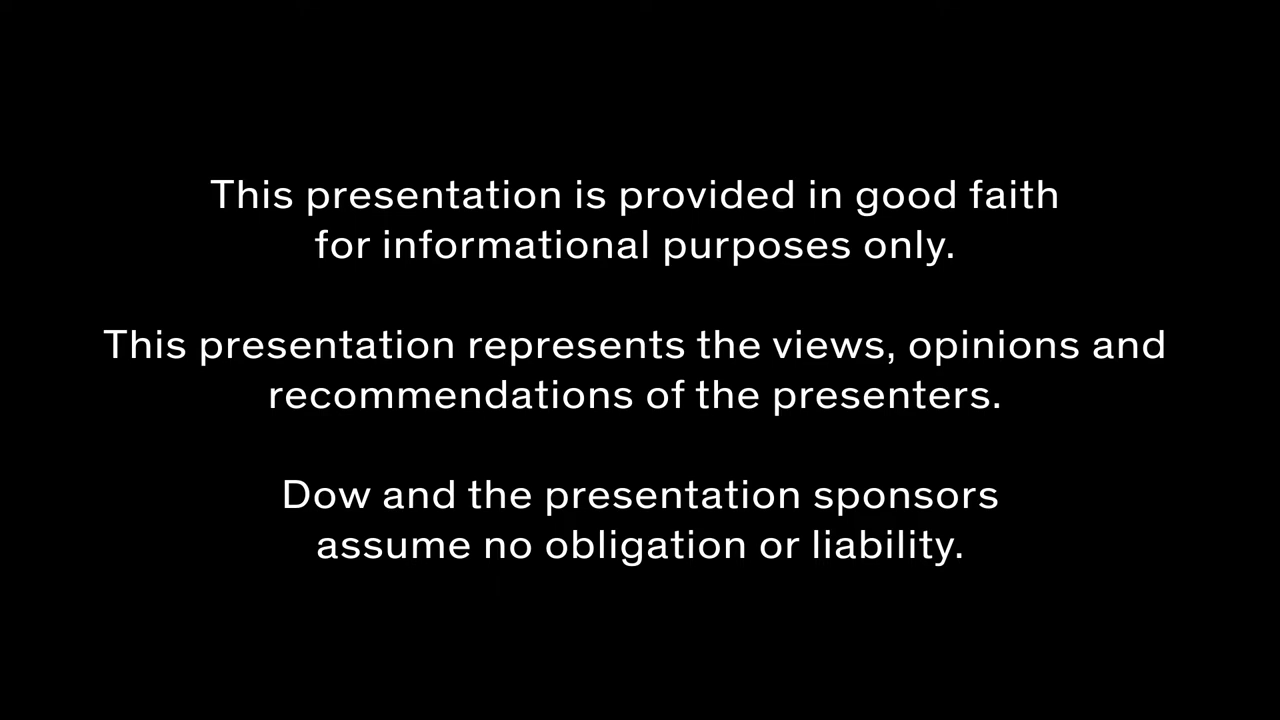 This presentation is provided in good faith
for informational purposes only.
This presentation represents the views, opinions and
recommendations of the presenters.
Dow and the presentation sponsors
assume no obligation or liability.